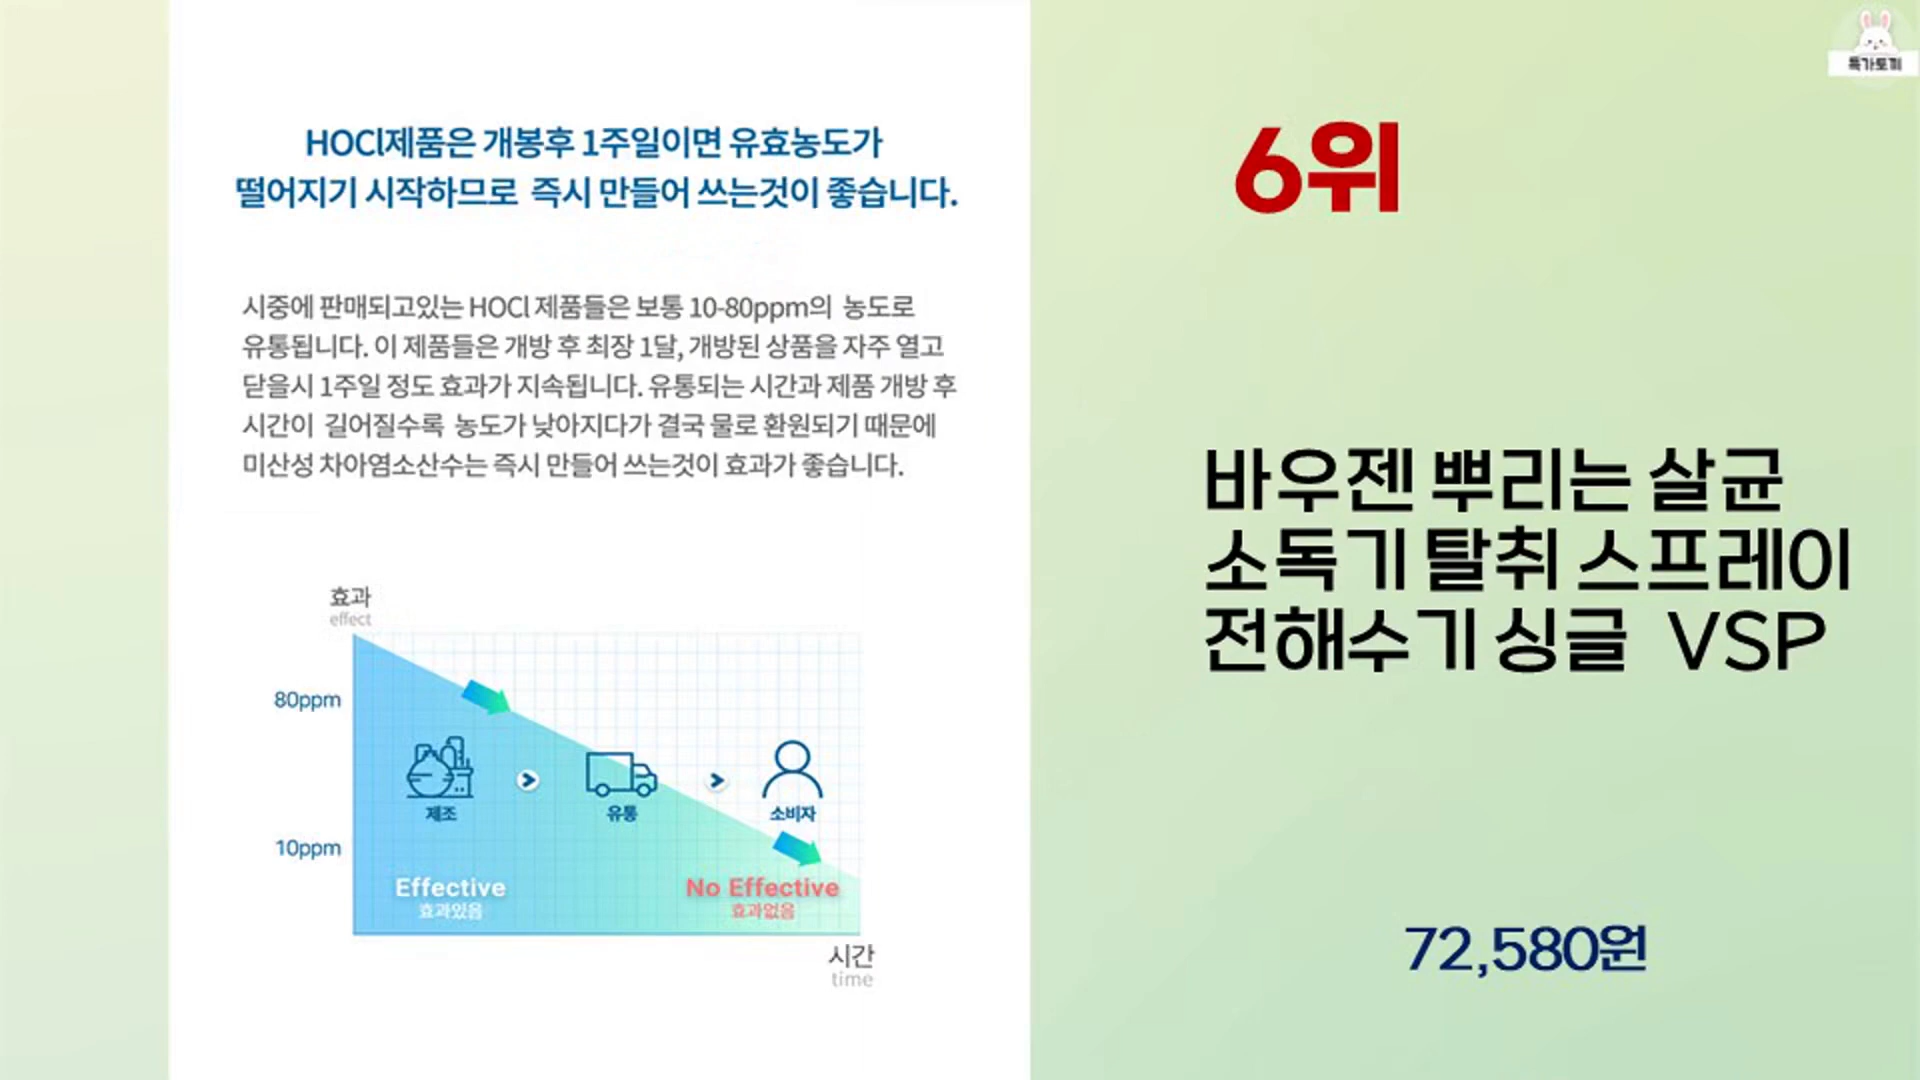 HOCl제품은 개봉후 1주일이면 유효농도가
떨어지기 시작하므로 즉시 만들어 쓰는것이 좋습니다.
시중에 판매되고있는 HOCl 제품들은 보통 10-80ppm의 농도로
유통됩니다. 이 제품들은 개방 후 최장 1달, 개방된 상품을 자주 열고
닫을시 1주일 정도 효과가 지속됩니다. 유통되는 시간과 제품 개방 후
시간이 길어질수록 농도가 낮아지다가 결국 물로 환원되기 때문에
미산성 차아염소산수는 즉시 만들어 쓰는것이 효과가 좋습니다.
효과
effect
80ppm
제조
유통
소비자
10ppm
Effective
효과있음
No Effective
효과없음
시간
time
특가토끼
6위
바우젠 뿌리는 살균
소독기 탈취 스프레이
전해수기 싱글 VSP
72,580원